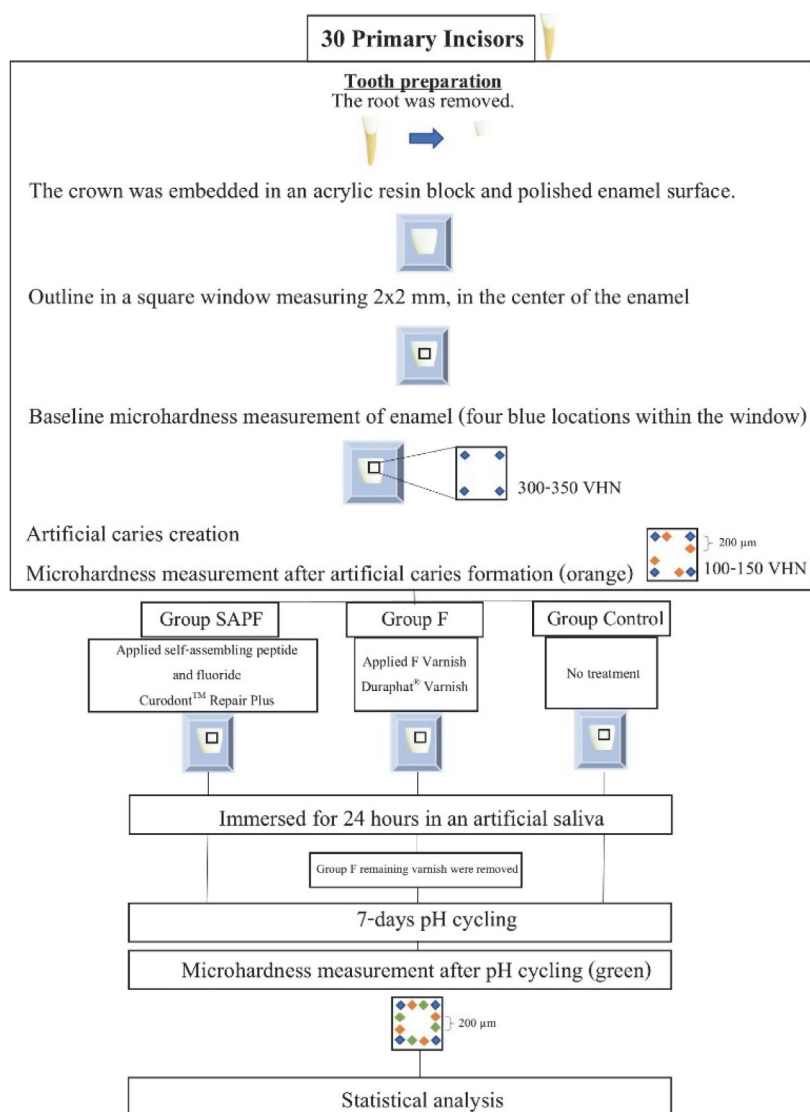 30 Primary Incisors
Tooth preparation
The root was removed.
The crown was embedded in an acrylic resin block and polished enamel surface.
Outline in a square window measuring 2x2 mm, in the center of the enamel
Baseline microhardness measurement of enamel (four blue locations within the window)
300-350 VHN
Artificial caries creation
200 µm
Microhardness measurement after artificial caries formation (orange)
100-150 VHN
Group SAPF
Applied self-assembling peptide
and fluoride
Curodont™ Repair Plus
Group F
Applied F Varnish
Duraphat® Varnish
Group Control
No treatment
Immersed for 24 hours in an artificial saliva
Group F remaining varnish were removed
7-days pH cycling
Microhardness measurement after pH cycling (green)
200 µm
Statistical analysis